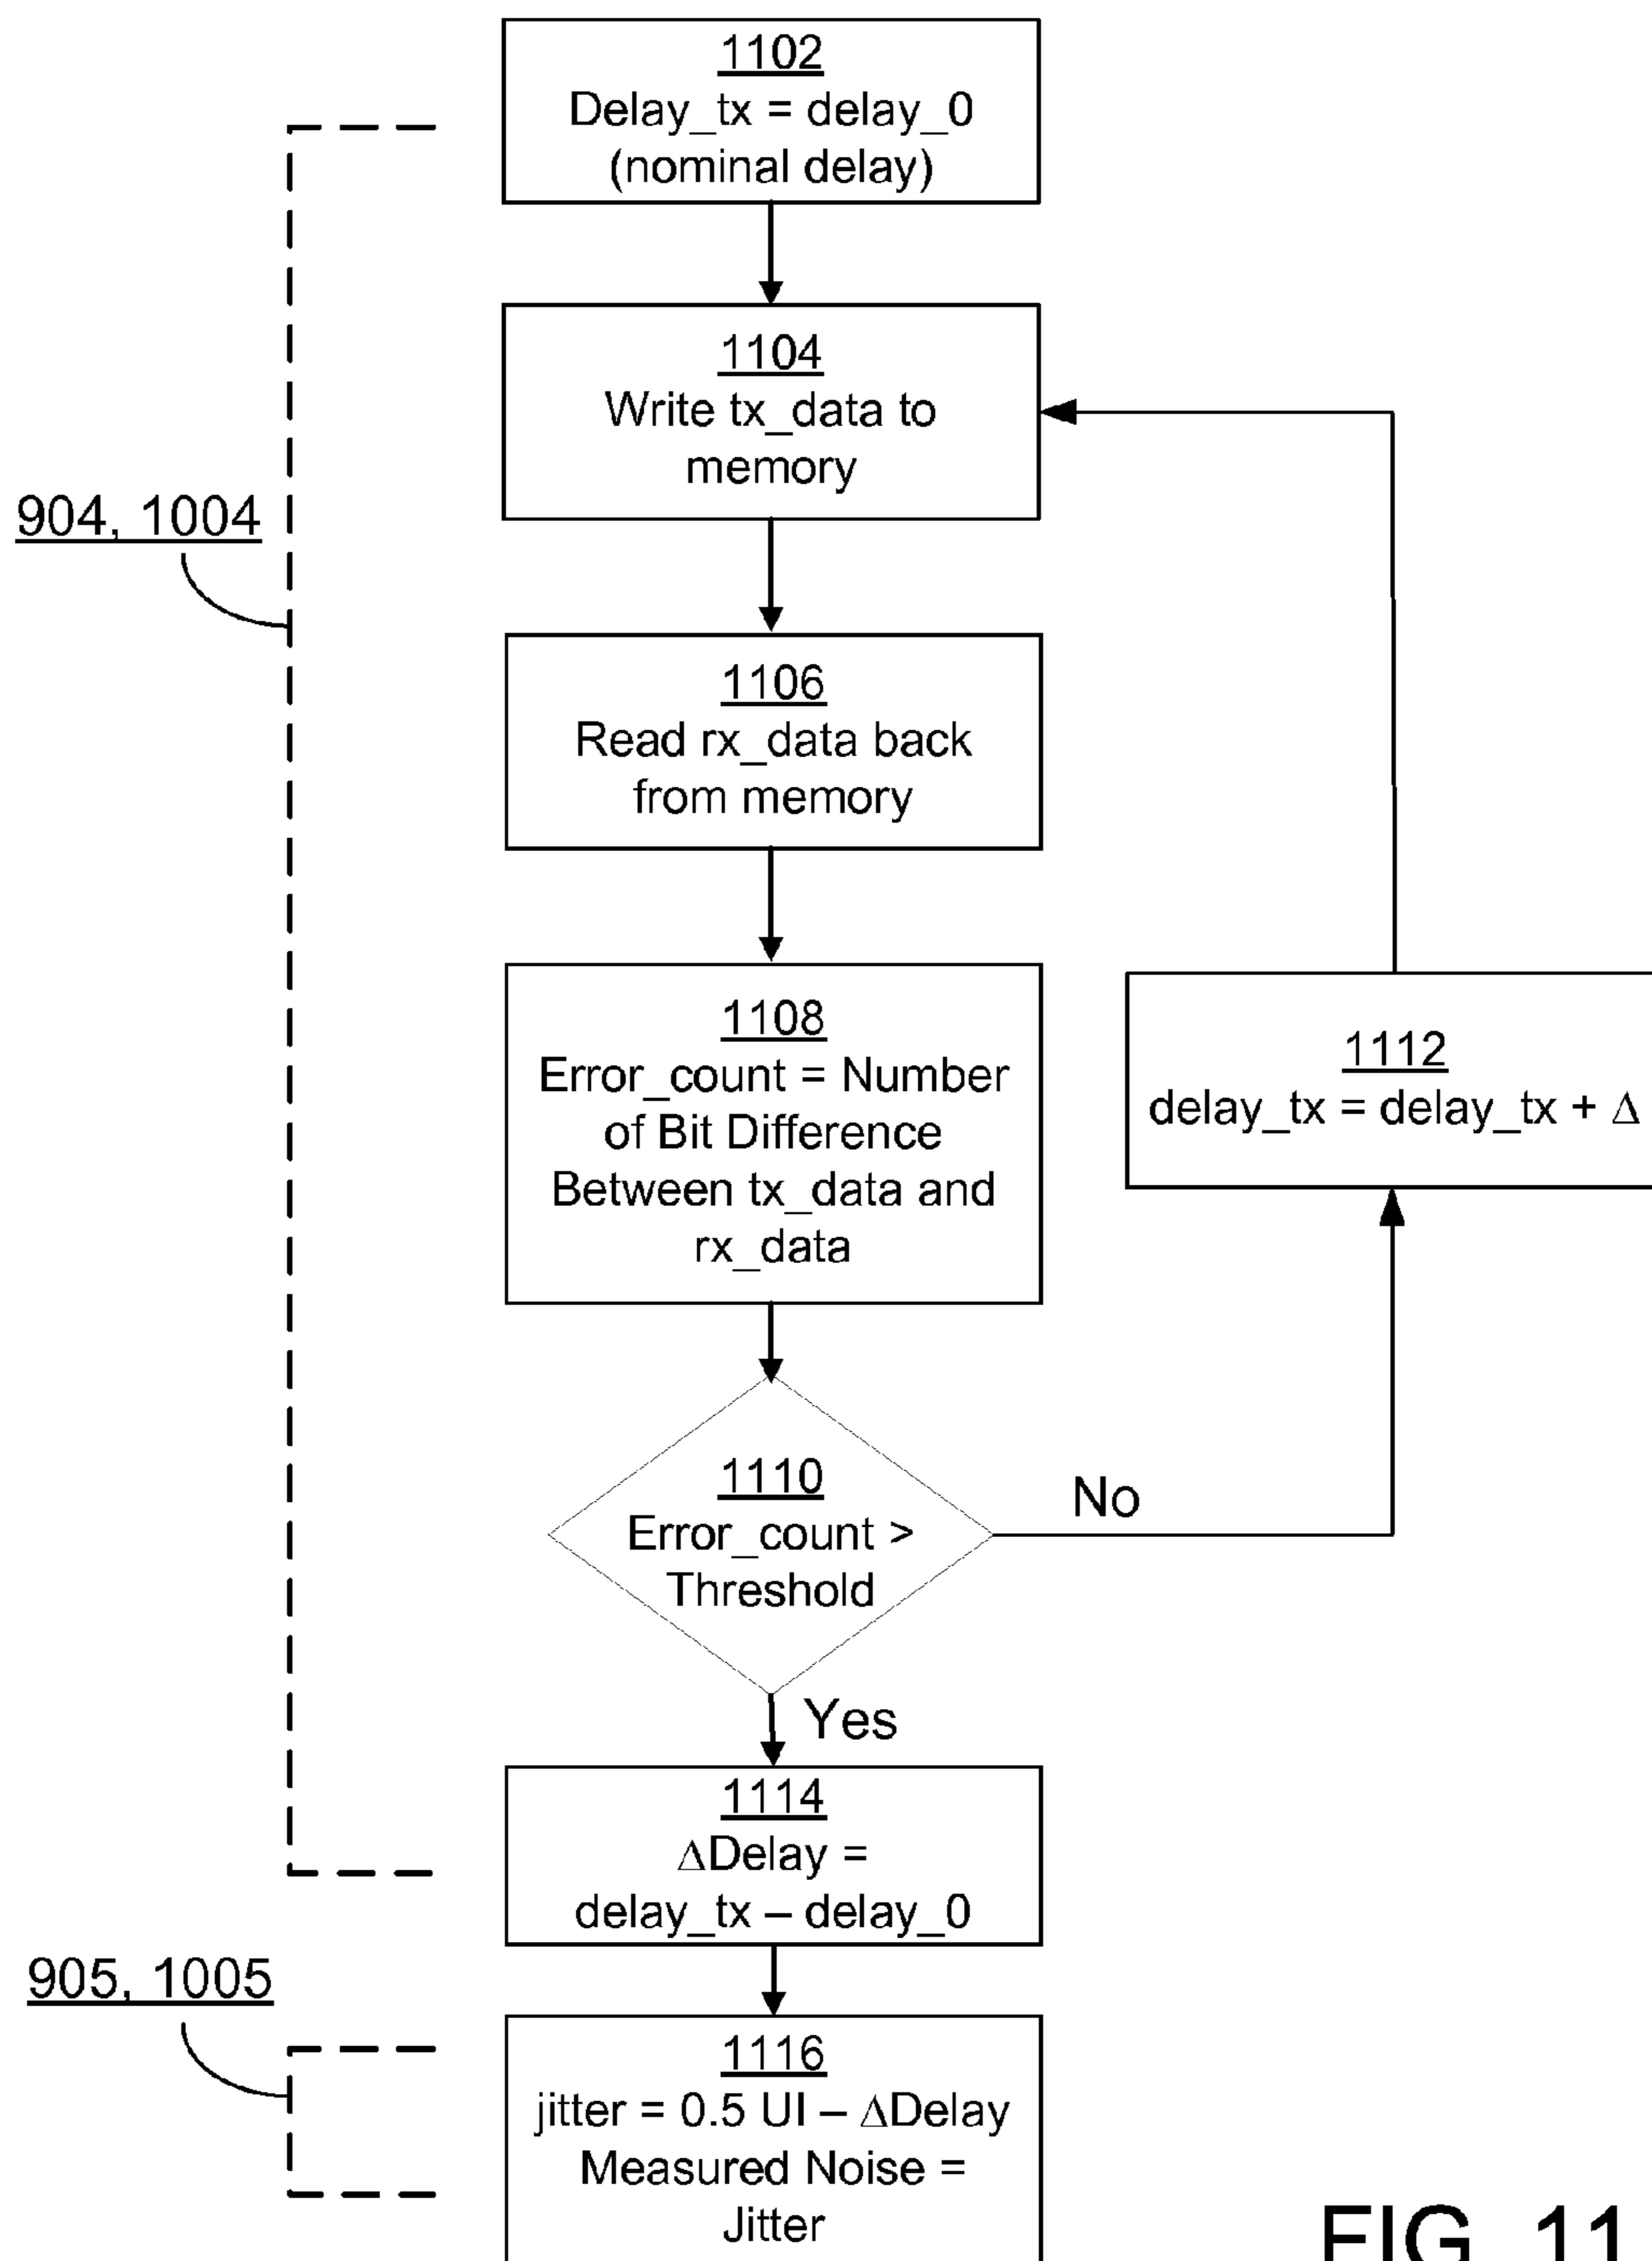 1102
Delay_tx = delay_0
(nominal delay)
1104
Write tx_data to
memory
904, 1004
1106
Read rx_data back
from memory
1108
Error_count = Number
of Bit Difference
Between tx_data and
rx_data
1112
delay_tx = delay_tx + Δ
1110
Error_count >
Threshold
No
Yes
1114
ΔDelay =
delay_tx – delay_0
905, 1005
1116
jitter = 0.5 UI – ΔDelay
Measured Noise =
Jitter
FIG. 11